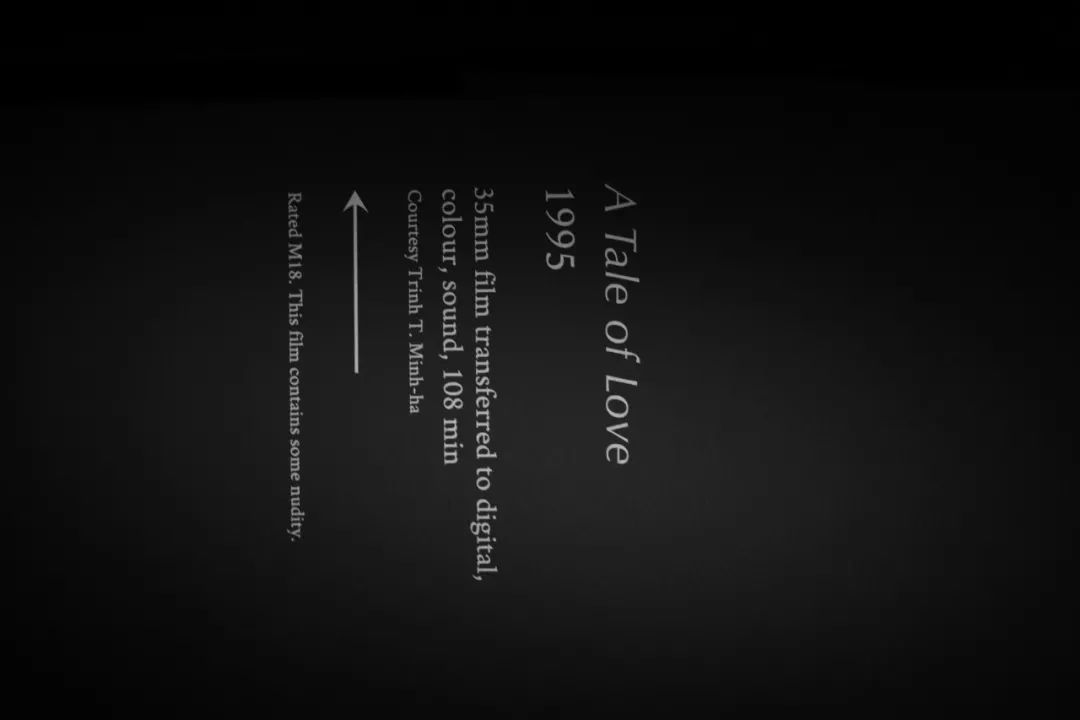 A Tale of Love
1995
35mm film transferred to digital,
colour, sound, 108 min
Courtesy Trinh T. Minh-ha
Rated M18. This film contains some nudity.